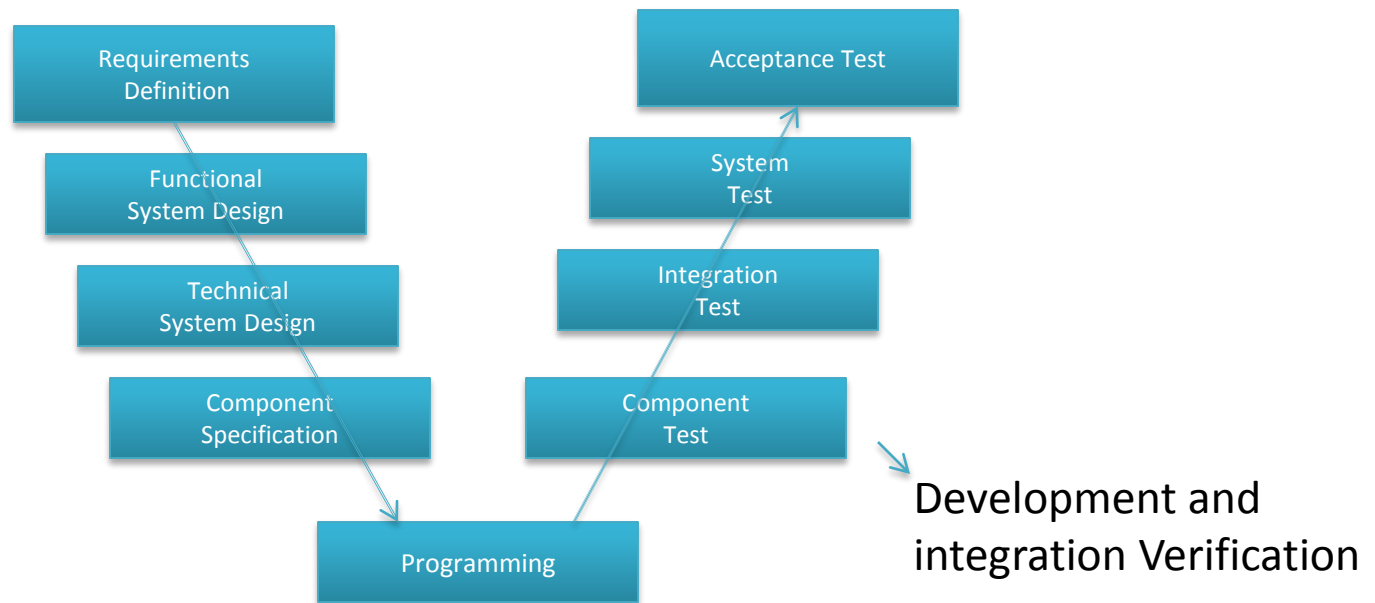 Requirements
Definition
Acceptance Test
Functional
System Design
System
Test
Technical
System Design
Integration
Test
Component
Specification
Component
Test
Programming
Development and
integration Verification